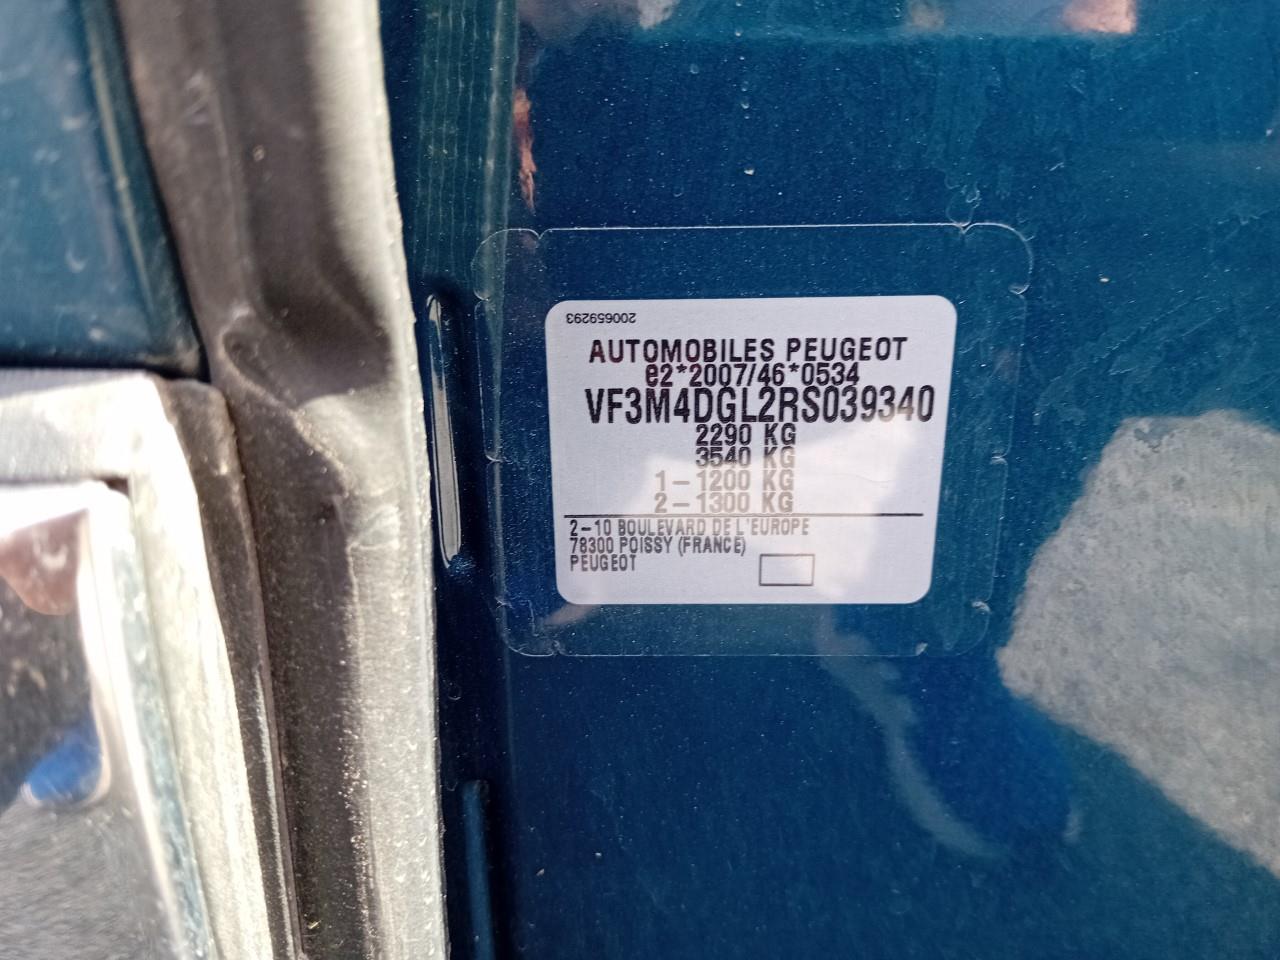 200659293
AUTOMOBILES PEUGEOT
e2*2007/46*0534
VF3M4DGL2RS039340
2290 KG
3540 KG
1-1200 KG
2-1300 KG
2-10 BOULEVARD DE L'EUROPE
78300 POISSY (FRANCE)
PEUGEOT